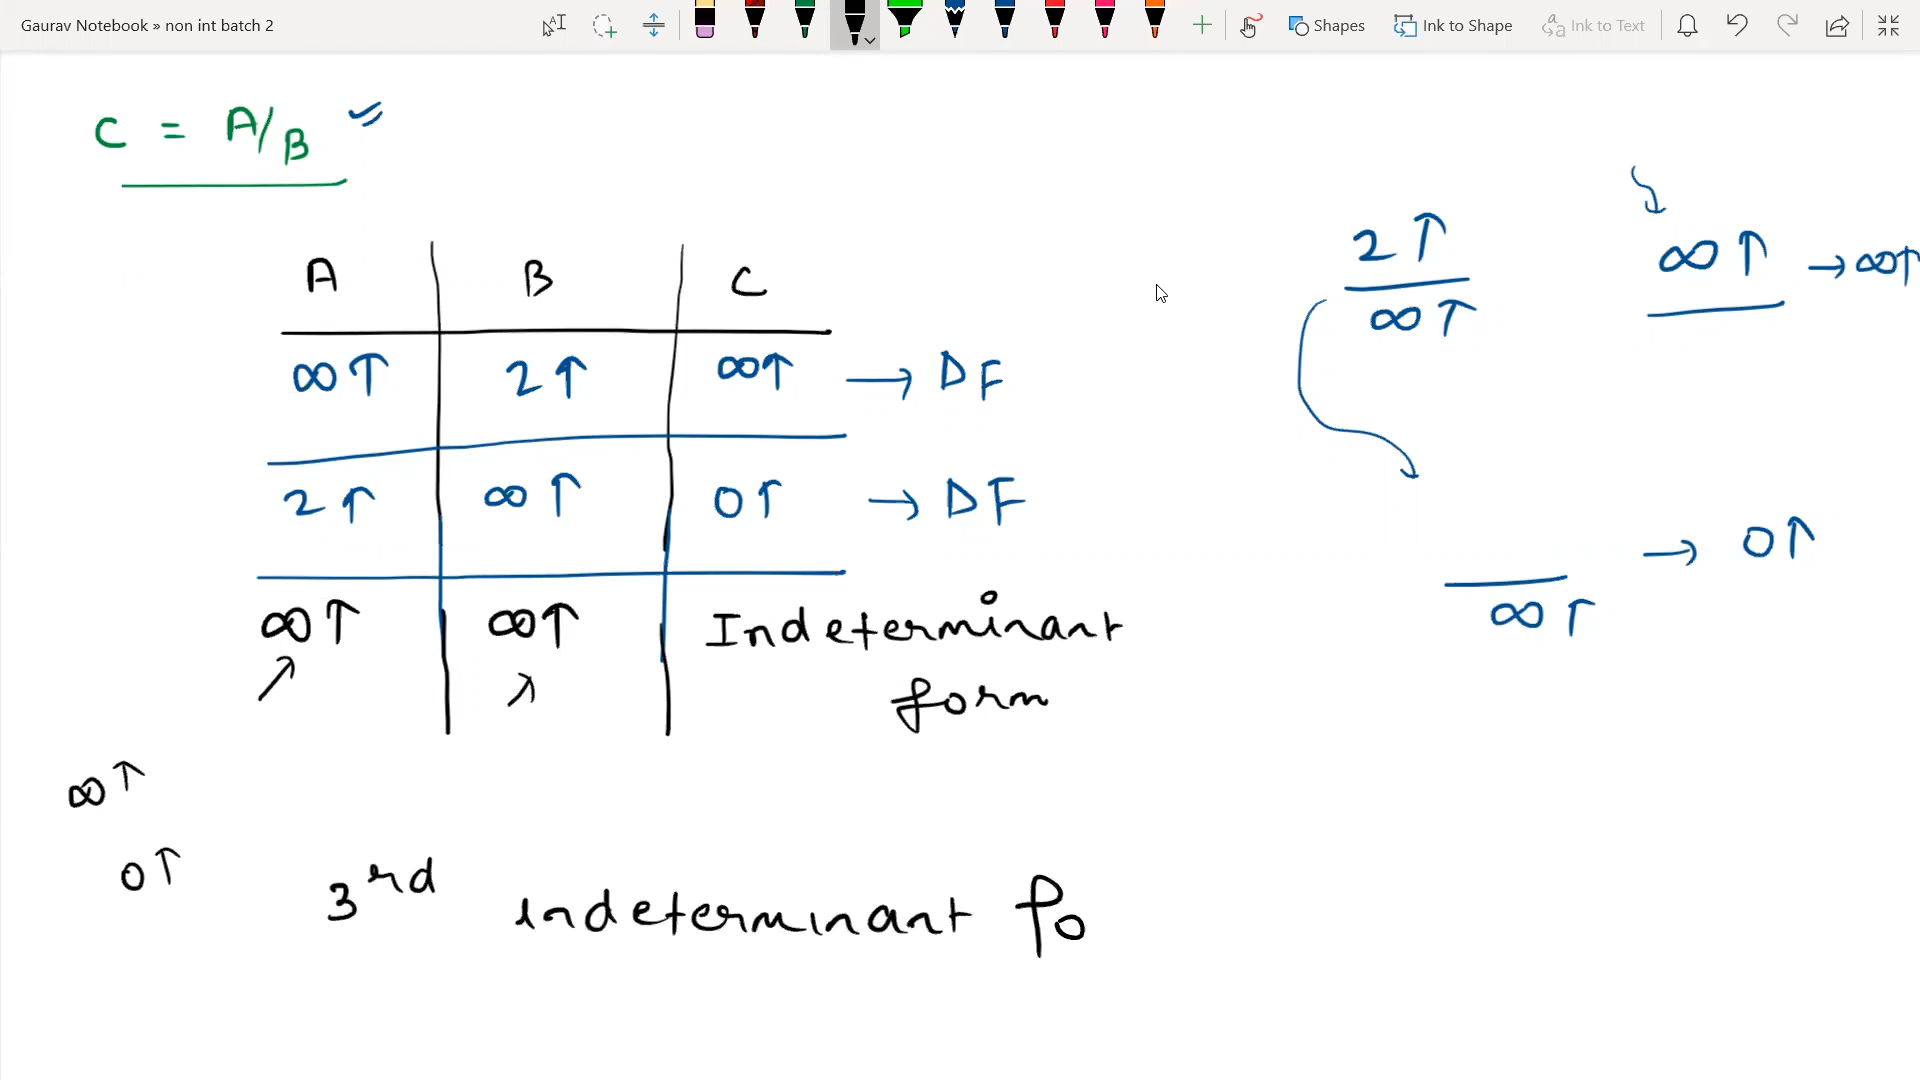 Gaurav Notebook » non int batch 2
Shapes
Ink to Shape
Ink to Text
C = A/B
A B C
∞↑ 2↑ ∞↑ → DF
2↑ ∞↑ 0↑ → DF
∞↑ ∞↑ Indeterminant
form
2↑
∞↑
∞↑ → ∞↑
→ 0↑
∞↑
∞↑
0↑
3rd indeterminant fo